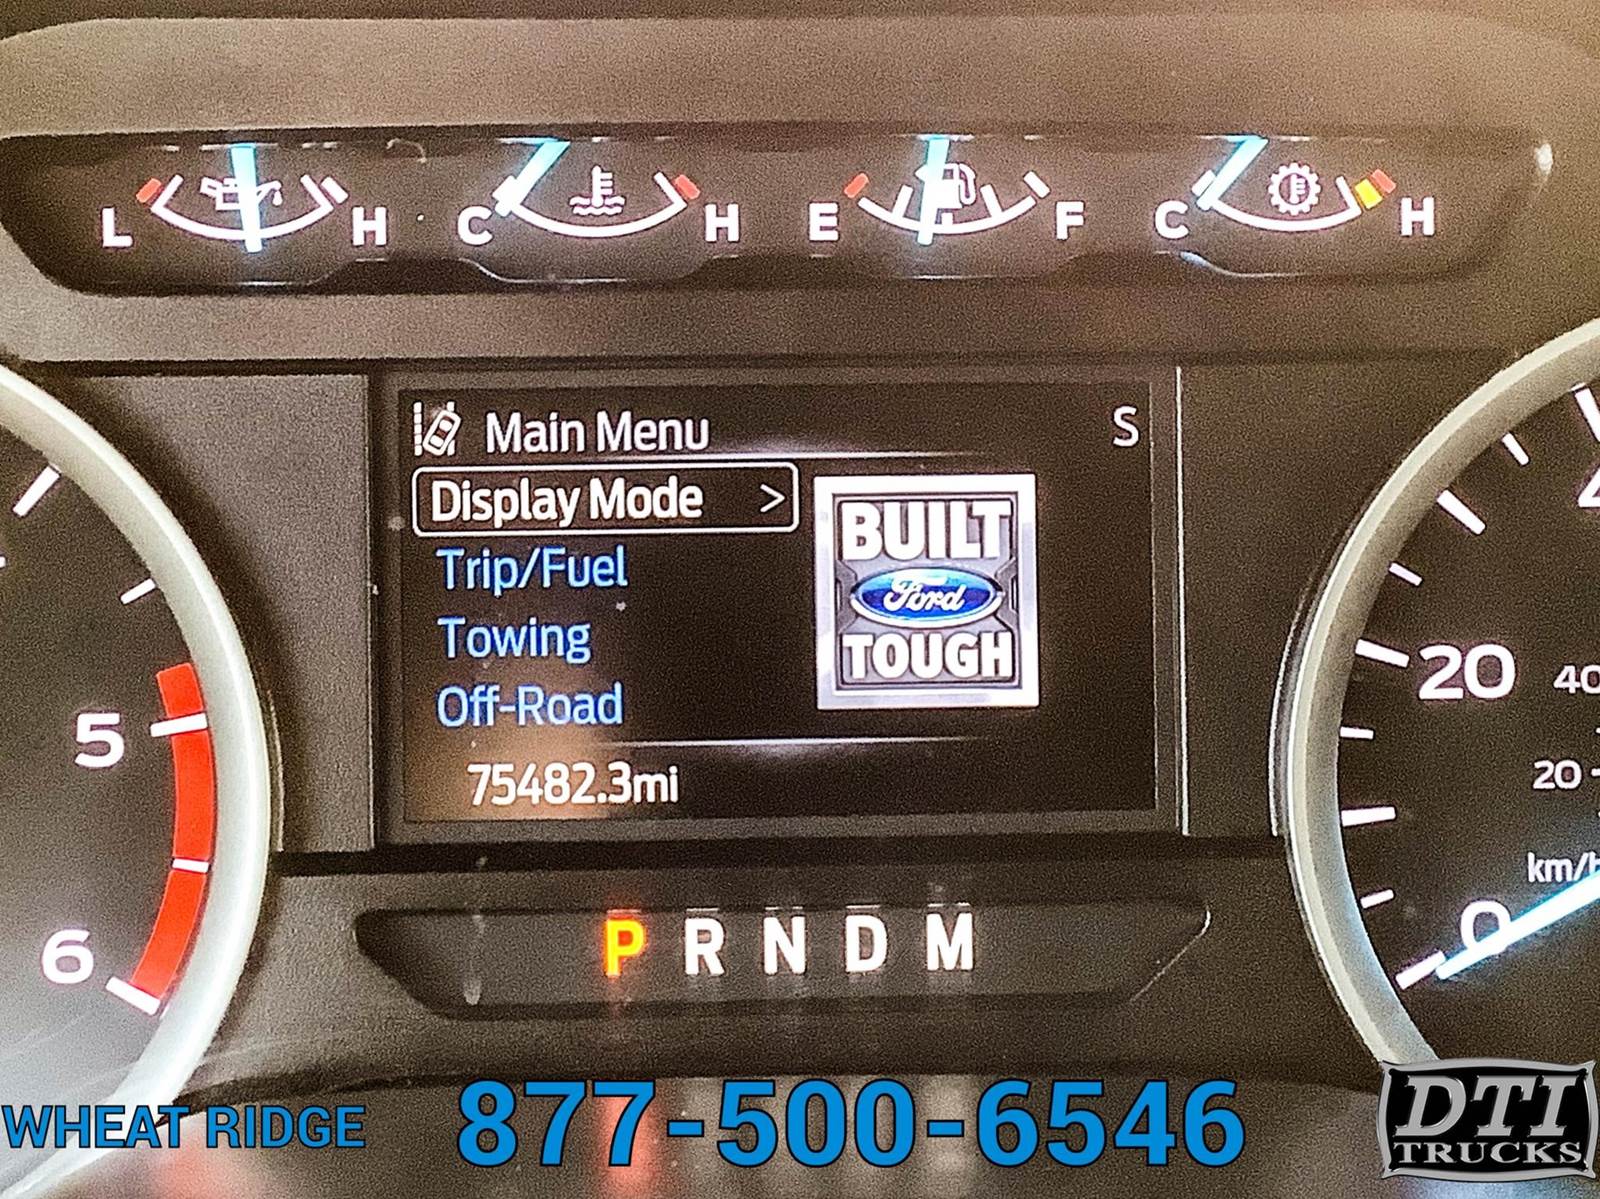 L H C H E F C H
Main Menu S
Display Mode >
Trip/Fuel
Towing
Off-Road
75482.3mi
BUILT
Ford
TOUGH
5
6
20
40
20
km/h
0
P R N D M
WHEAT RIDGE 877-500-6546
DTI
TRUCKS